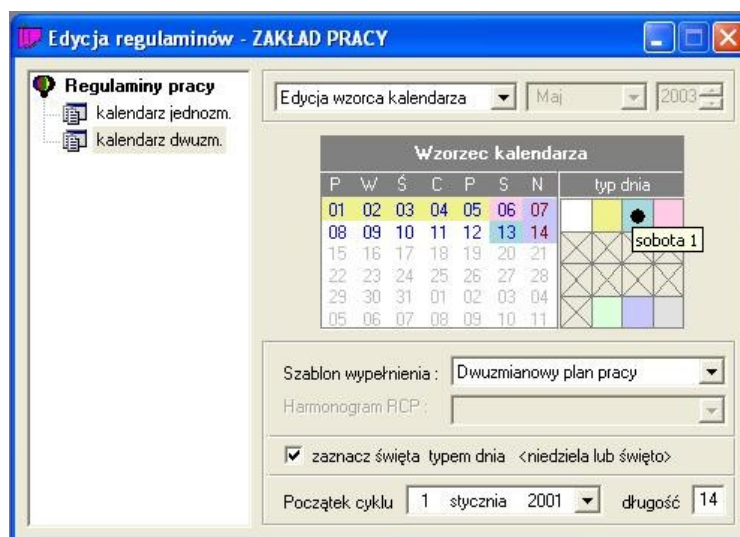 Edycja regulaminów - ZAKŁAD PRACY
Regulaminy pracy
kalendarz jednozm.
kalendarz dwuzm.
Edycja wzorca kalendarza Maj 2003
Wzorzec kalendarza
P W Ś C P S N typ dnia
01 02 03 04 05 06 07
08 09 10 11 12 13 14
sobota 1
15 16 17 18 19 20 21
22 23 24 25 26 27 28
29 30 31 01 02 03 04
05 06 07 08 09 10 11
Szablon wypełnienia : Dwuzmianowy plan pracy
Harmonogram RCP :
zaznacz święta typem dnia <niedziela lub święto>
Początek cyklu 1 stycznia 2001 długość 14